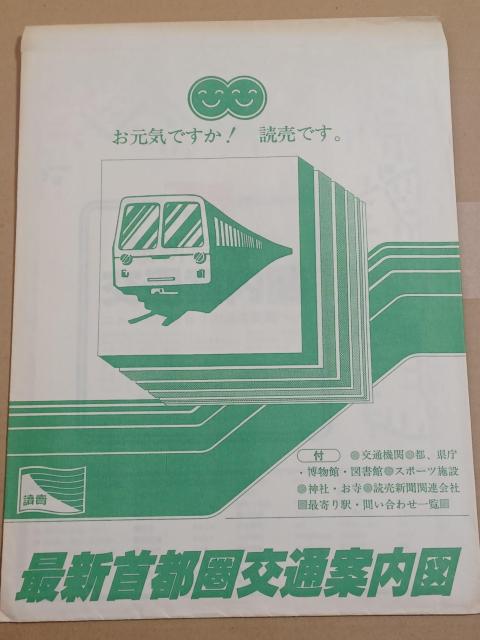 お元気ですか! 読売です。
付 ◎交通機関◎都、県庁
・博物館・図書館◎スポーツ施設
◎神社・お寺◎読売新聞関連会社
▤最寄り駅・問い合わせ一覧▤
讀賣
最新首都圏交通案内図